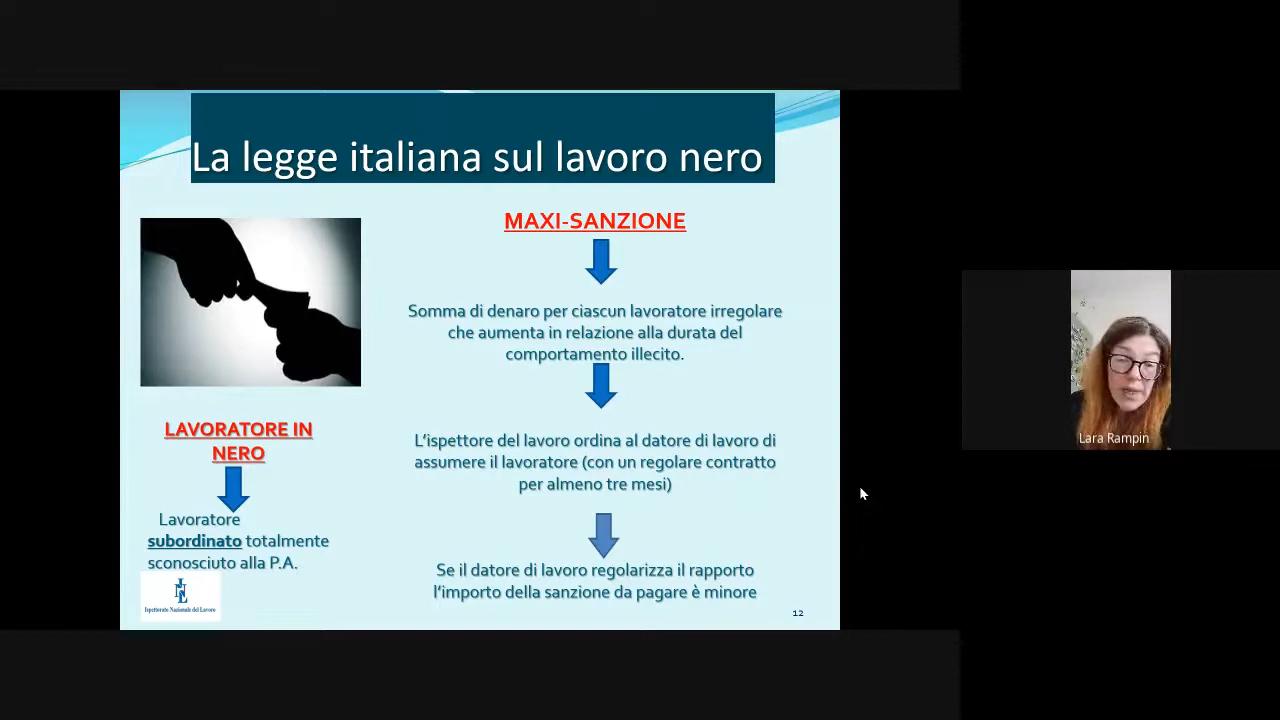 La legge italiana sul lavoro nero
MAXI-SANZIONE
Somma di denaro per ciascun lavoratore irregolare
che aumenta in relazione alla durata del
comportamento illecito.
L'ispettore del lavoro ordina al datore di lavoro di
assumere il lavoratore (con un regolare contratto
per almeno tre mesi)
Se il datore di lavoro regolarizza il rapporto
l'importo della sanzione da pagare è minore
LAVORATORE IN
NERO
Lavoratore
subordinato totalmente
sconosciuto alla P.A.
Ispettorato Nazionale del Lavoro
12
Lara Rampin